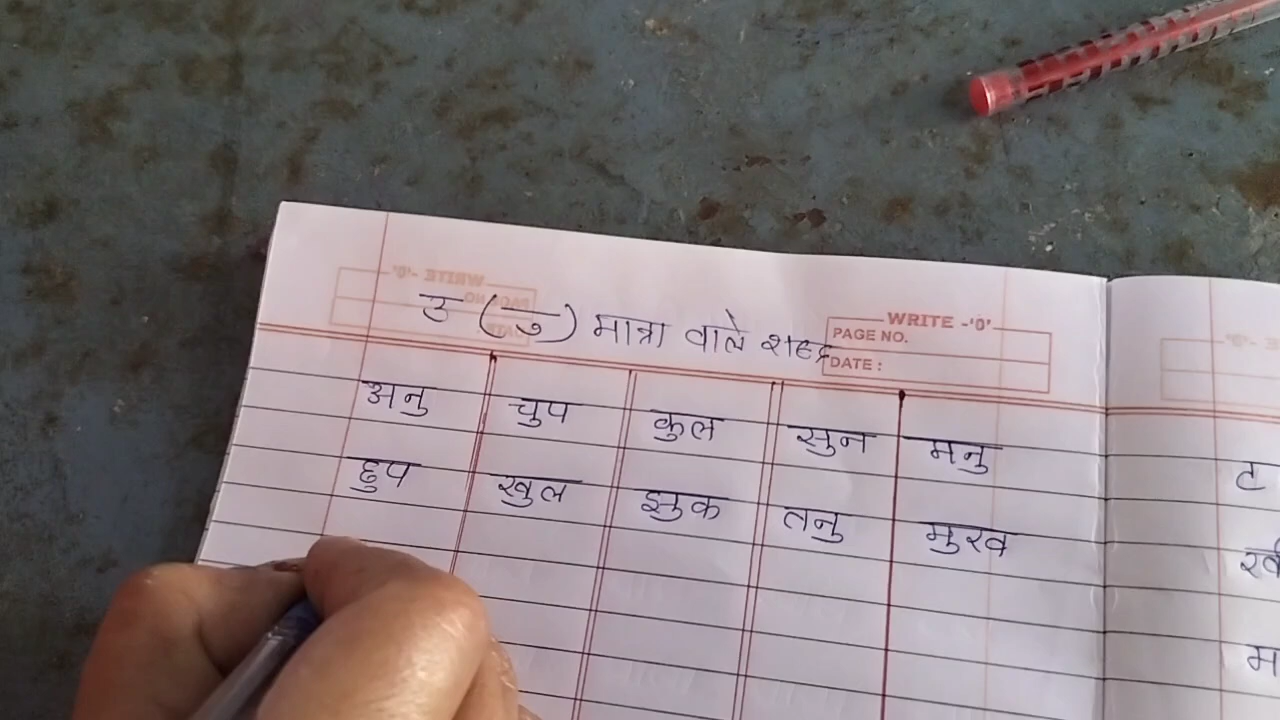 WRITE -'0'
PAGE NO.
DATE :
उ ( ु ) मात्रा वाले शब्द
अनु चुप कुल सुन मनु
छुप खुल झुक तनु मुख